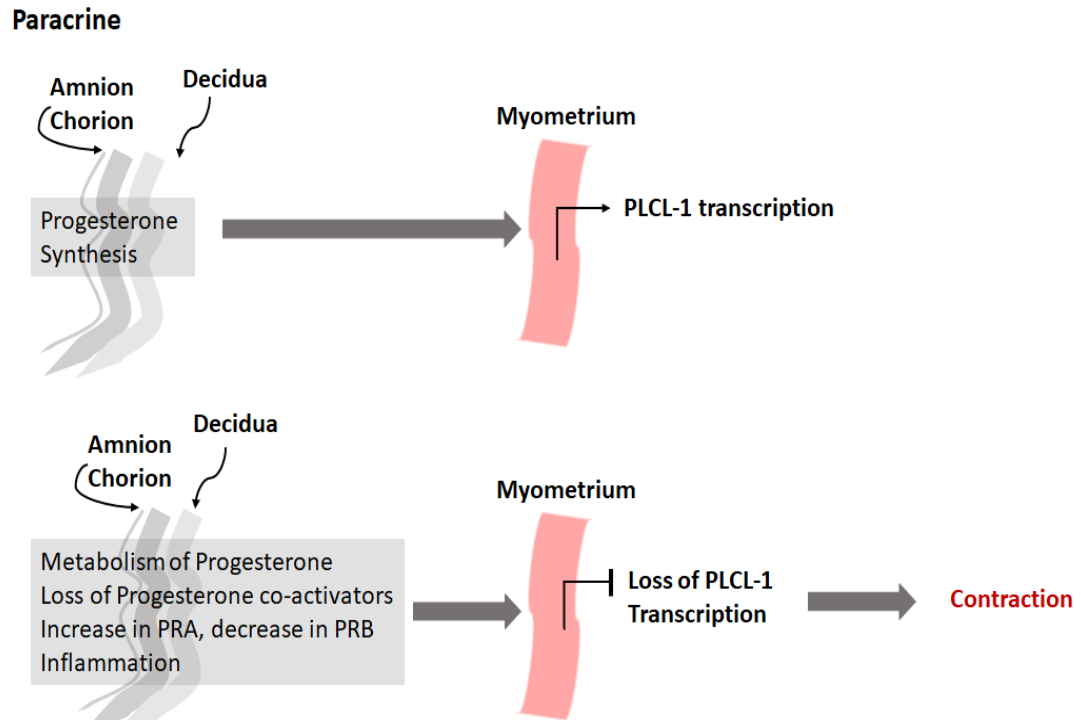 Paracrine
Decidua
Amnion
Chorion
Myometrium
PLCL-1 transcription
Progesterone
Synthesis
Decidua
Amnion
Chorion
Myometrium
Metabolism of Progesterone
Loss of Progesterone co-activators
Increase in PRA, decrease in PRB
Inflammation
Loss of PLCL-1
Transcription
Contraction